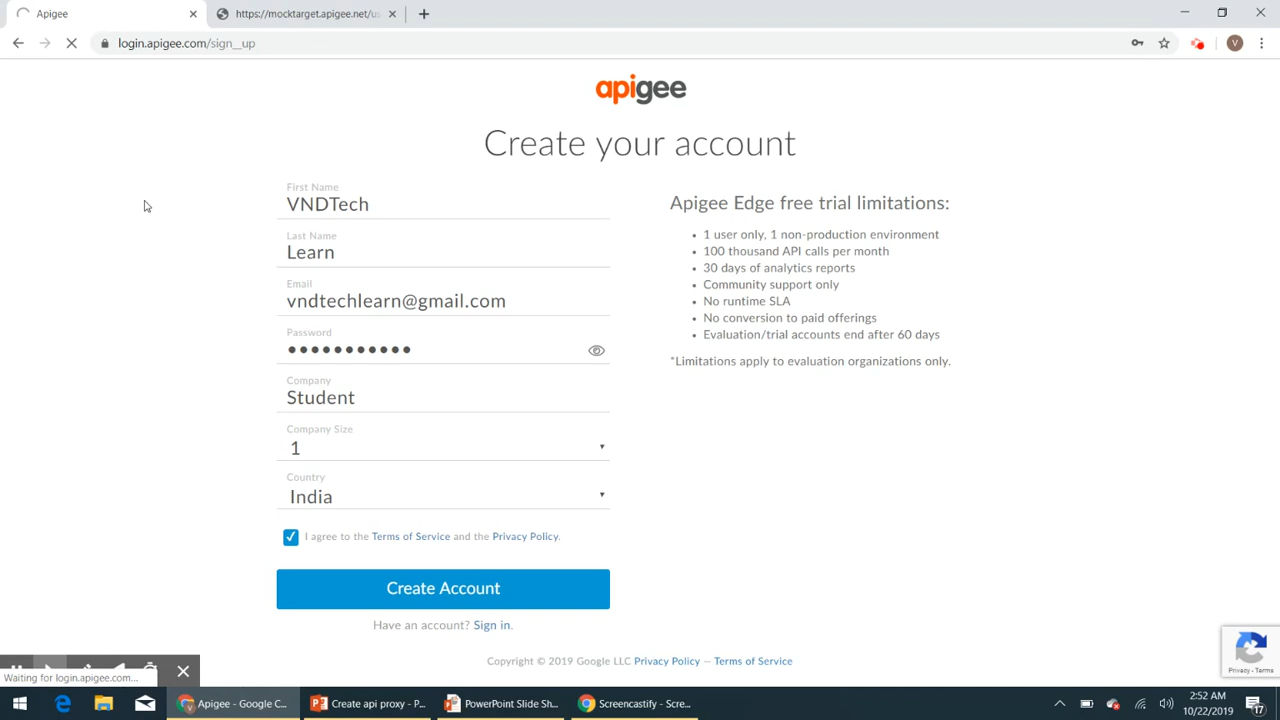 Apigee
https://mocktarget.apigee.net/u
login.apigee.com/sign__up
V
apigee
Create your account
First Name
VNDTech
Last Name
Learn
Email
vndtechlearn@gmail.com
Password
Company
Student
Company Size
1
Country
India
I agree to the Terms of Service and the Privacy Policy.
Create Account
Have an account? Sign in.
Apigee Edge free trial limitations:
• 1 user only, 1 non-production environment
• 100 thousand API calls per month
• 30 days of analytics reports
• Community support only
• No runtime SLA
• No conversion to paid offerings
• Evaluation/trial accounts end after 60 days
*Limitations apply to evaluation organizations only.
Copyright © 2019 Google LLC Privacy Policy — Terms of Service
Privacy - Terms
Waiting for login.apigee.com...
Apigee - Google C...
Create api proxy - P...
PowerPoint Slide Sh...
Screencastify - Scre...
2:52 AM
10/22/2019
17